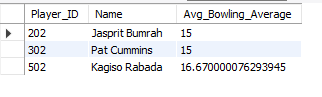 Player_ID Name Avg_Bowling_Average
202 Jasprit Bumrah 15
302 Pat Cummins 15
502 Kagiso Rabada 16.670000076293945